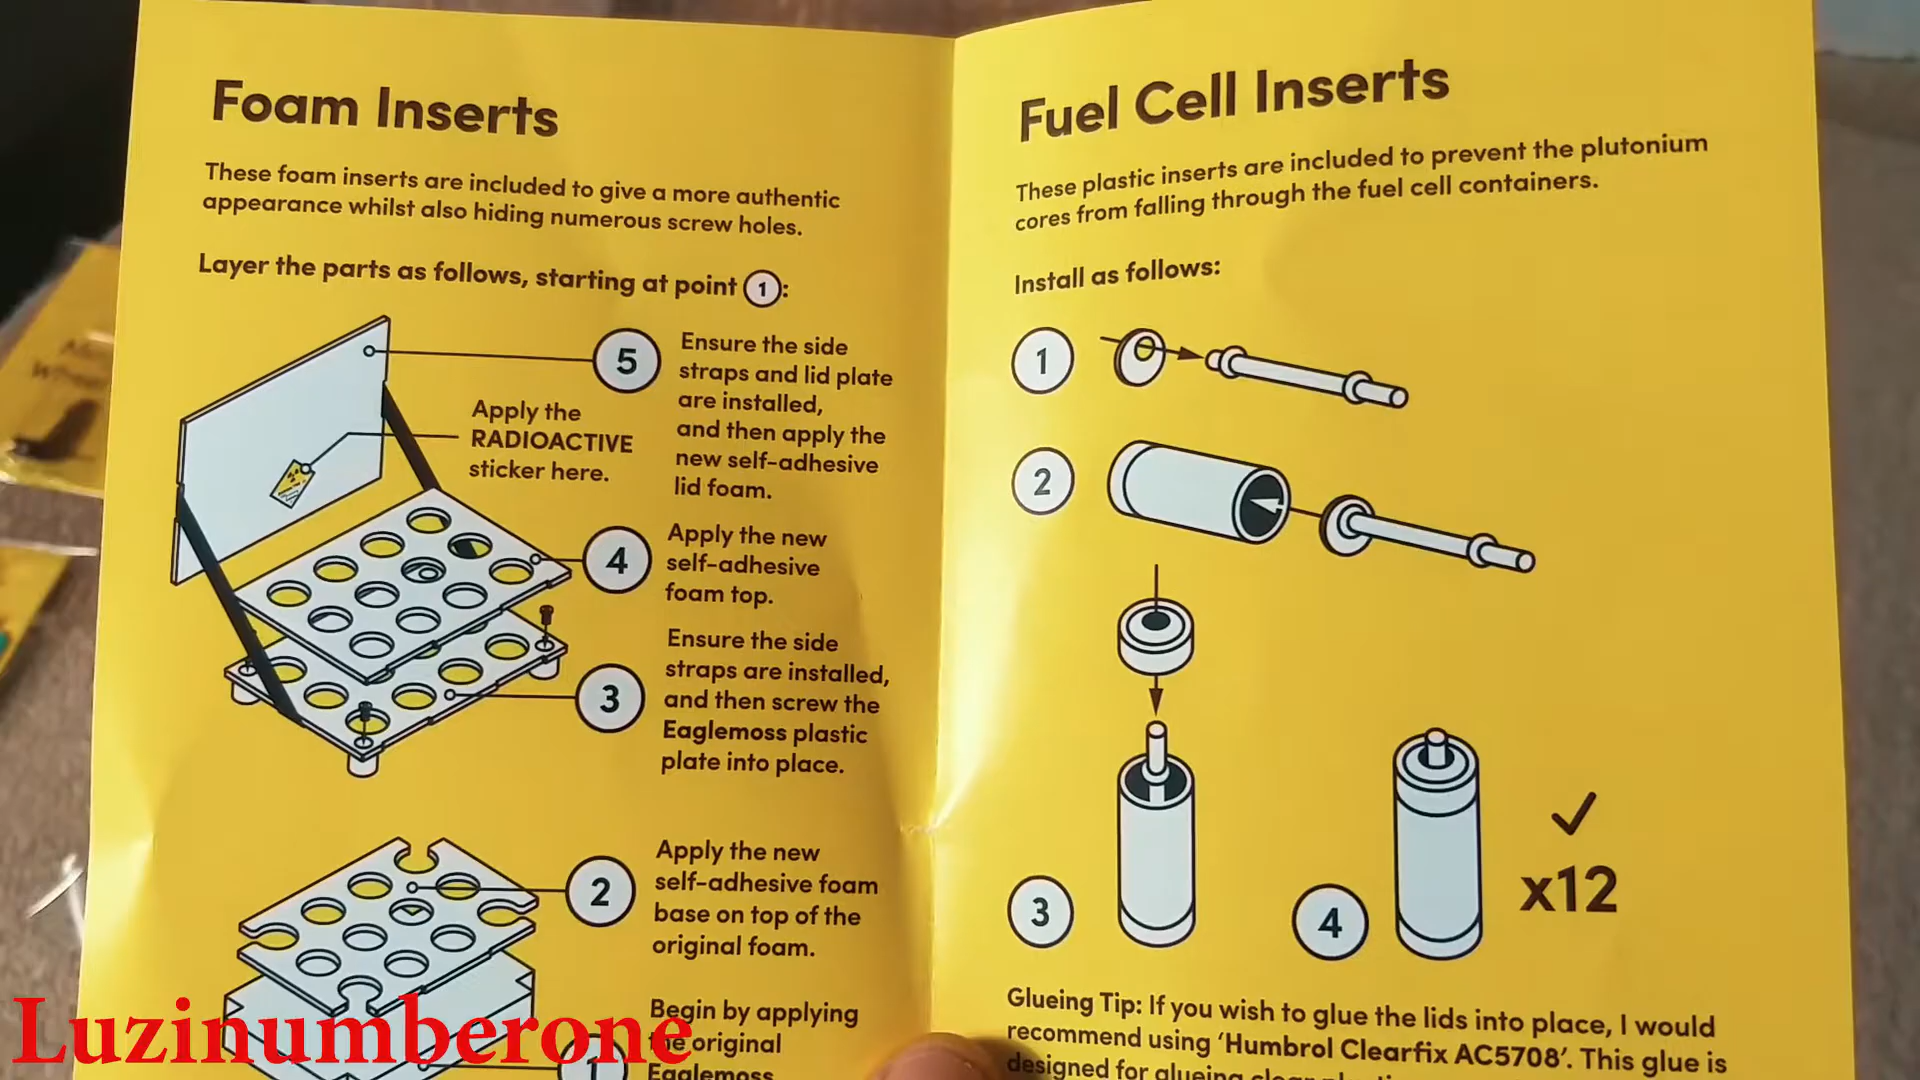 Foam Inserts
These foam inserts are included to give a more authentic
appearance whilst also hiding numerous screw holes.
Layer the parts as follows, starting at point 1:
5
Ensure the side
straps and lid plate
are installed,
and then apply the
new self-adhesive
lid foam.
Apply the
RADIOACTIVE
sticker here.
4
Apply the new
self-adhesive
foam top.
3
Ensure the side
straps are installed,
and then screw the
Eaglemoss plastic
plate into place.
2
Apply the new
self-adhesive foam
base on top of the
original foam.
1
Begin by applying
the original
Eaglemoss
Fuel Cell Inserts
These plastic inserts are included to prevent the plutonium
cores from falling through the fuel cell containers.
Install as follows:
1
2
3
4
x12
Glueing Tip: If you wish to glue the lids into place, I would
recommend using 'Humbrol Clearfix AC5708'. This glue is
designed for glueing clear
Luzinumberone